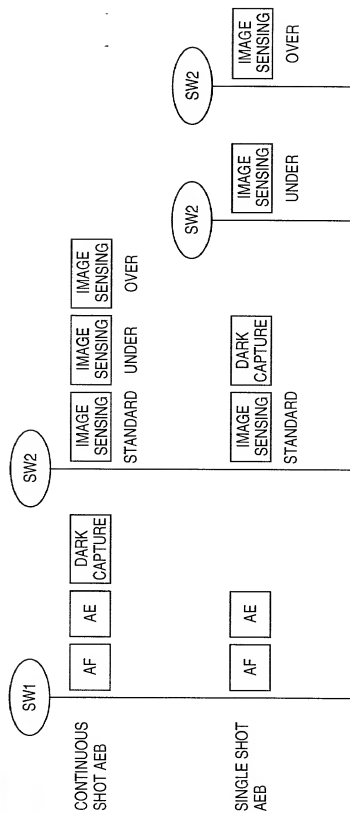 SW1
SW2
CONTINUOUS
SHOT AEB
AF
AE
DARK
CAPTURE
IMAGE
SENSING
STANDARD
IMAGE
SENSING
UNDER
IMAGE
SENSING
OVER
SW2
SW2
SINGLE SHOT
AEB
AF
AE
IMAGE
SENSING
STANDARD
DARK
CAPTURE
IMAGE
SENSING
UNDER
IMAGE
SENSING
OVER